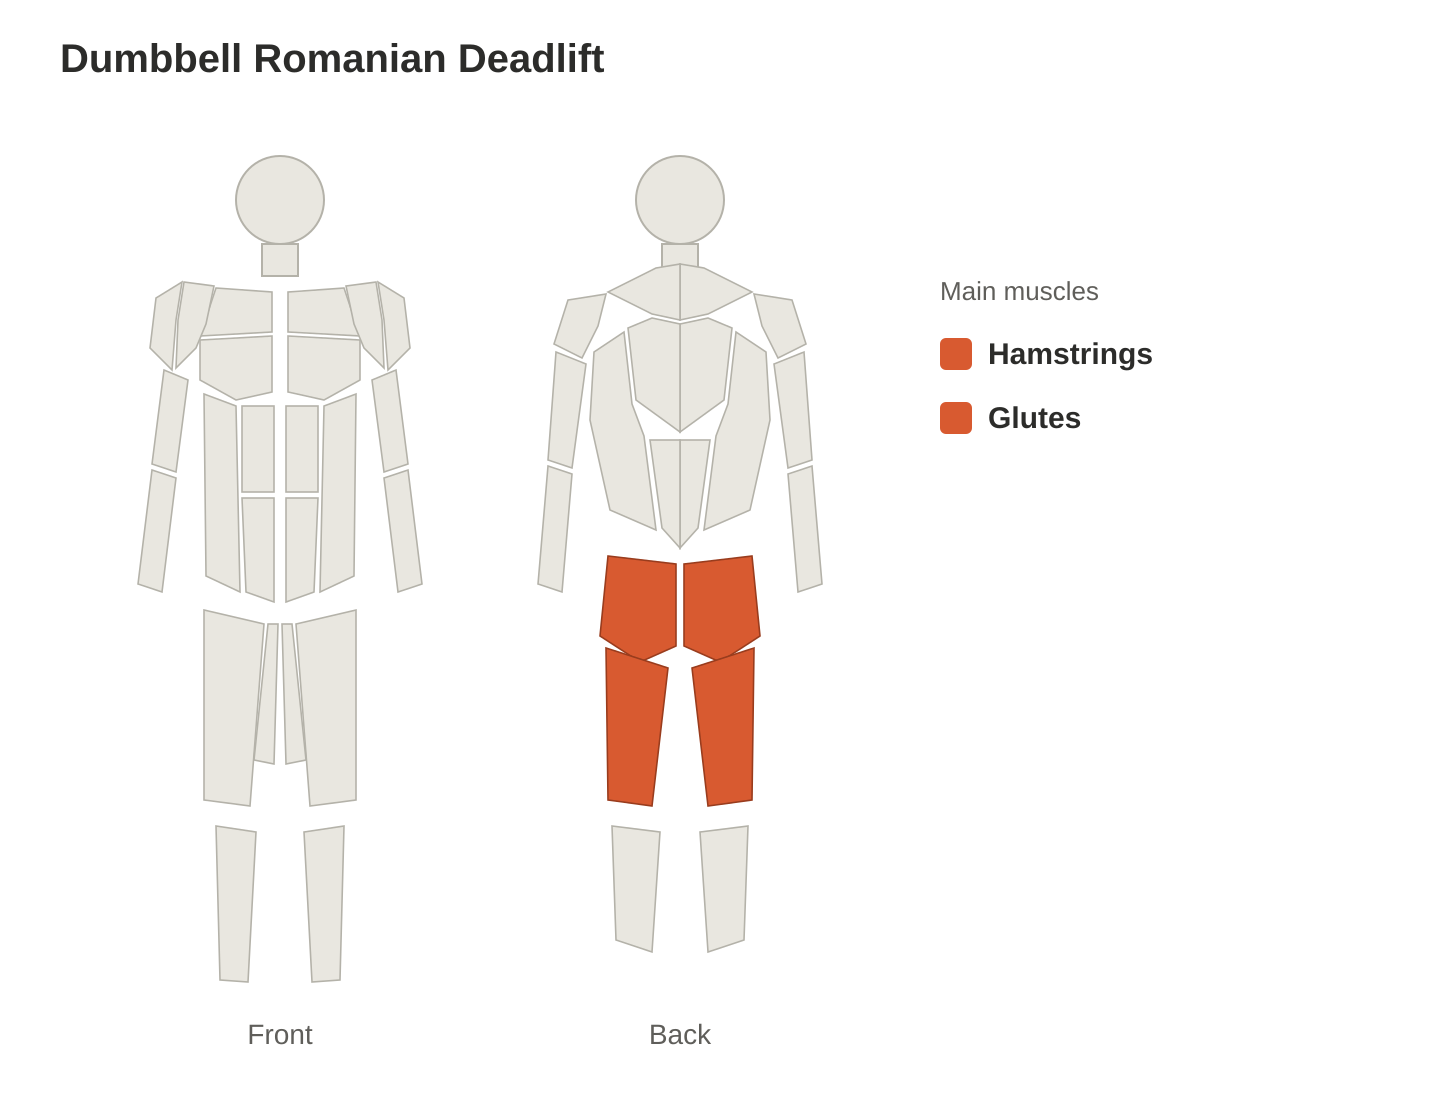 Dumbbell Romanian Deadlift
Main muscles
Hamstrings
Glutes
Front
Back